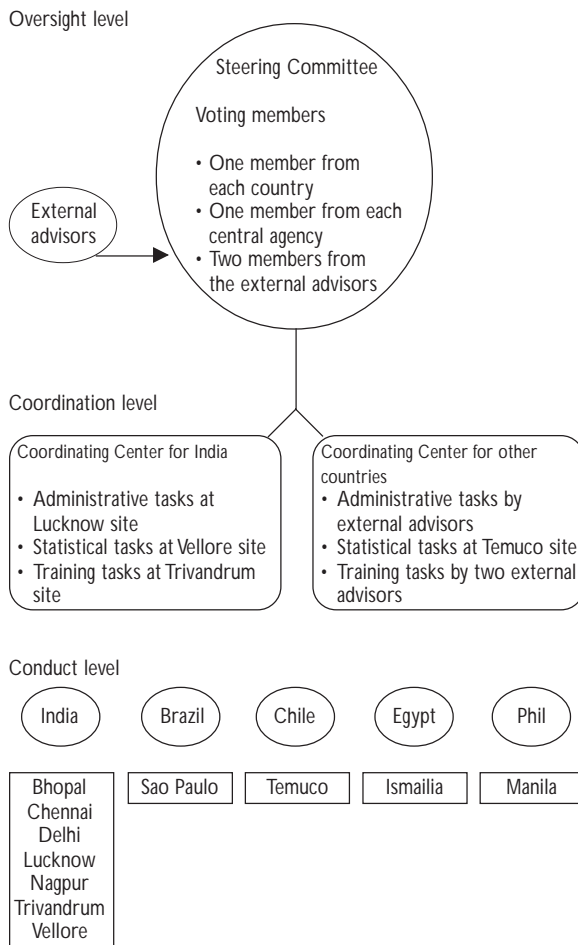 Oversight level
Steering Committee
Voting members
• One member from
each country
• One member from each
central agency
• Two members from
the external advisors
External
advisors
Coordination level
Coordinating Center for India
• Administrative tasks at
Lucknow site
• Statistical tasks at Vellore site
• Training tasks at Trivandrum
site
Coordinating Center for other
countries
• Administrative tasks by
external advisors
• Statistical tasks at Temuco site
• Training tasks by two external
advisors
Conduct level
India
Brazil
Chile
Egypt
Phil
Bhopal
Chennai
Delhi
Lucknow
Nagpur
Trivandrum
Vellore
Sao Paulo
Temuco
Ismailia
Manila